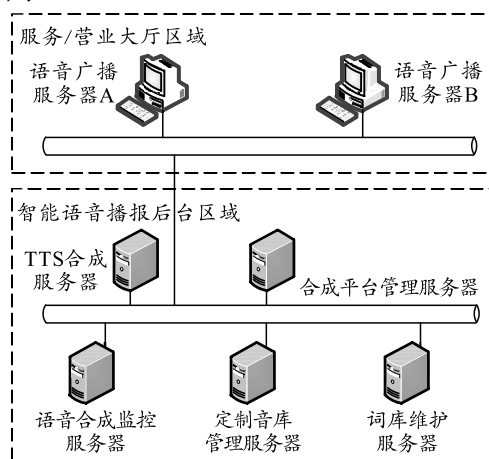 服务/营业大厅区域
语音广播
服务器A
语音广播
服务器B
智能语音播报后台区域
TTS合成
服务器
合成平台管理服务器
语音合成监控
服务器
定制音库
管理服务器
词库维护
服务器